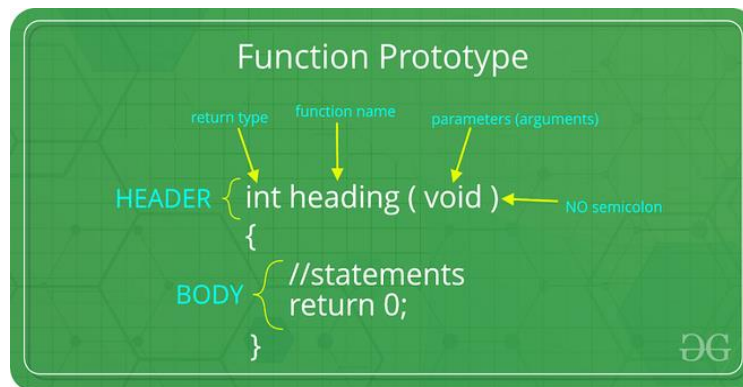 Function Prototype
return type
function name
parameters (arguments)
HEADER
int heading ( void )
NO semicolon
{
BODY
//statements
return 0;
}
GG